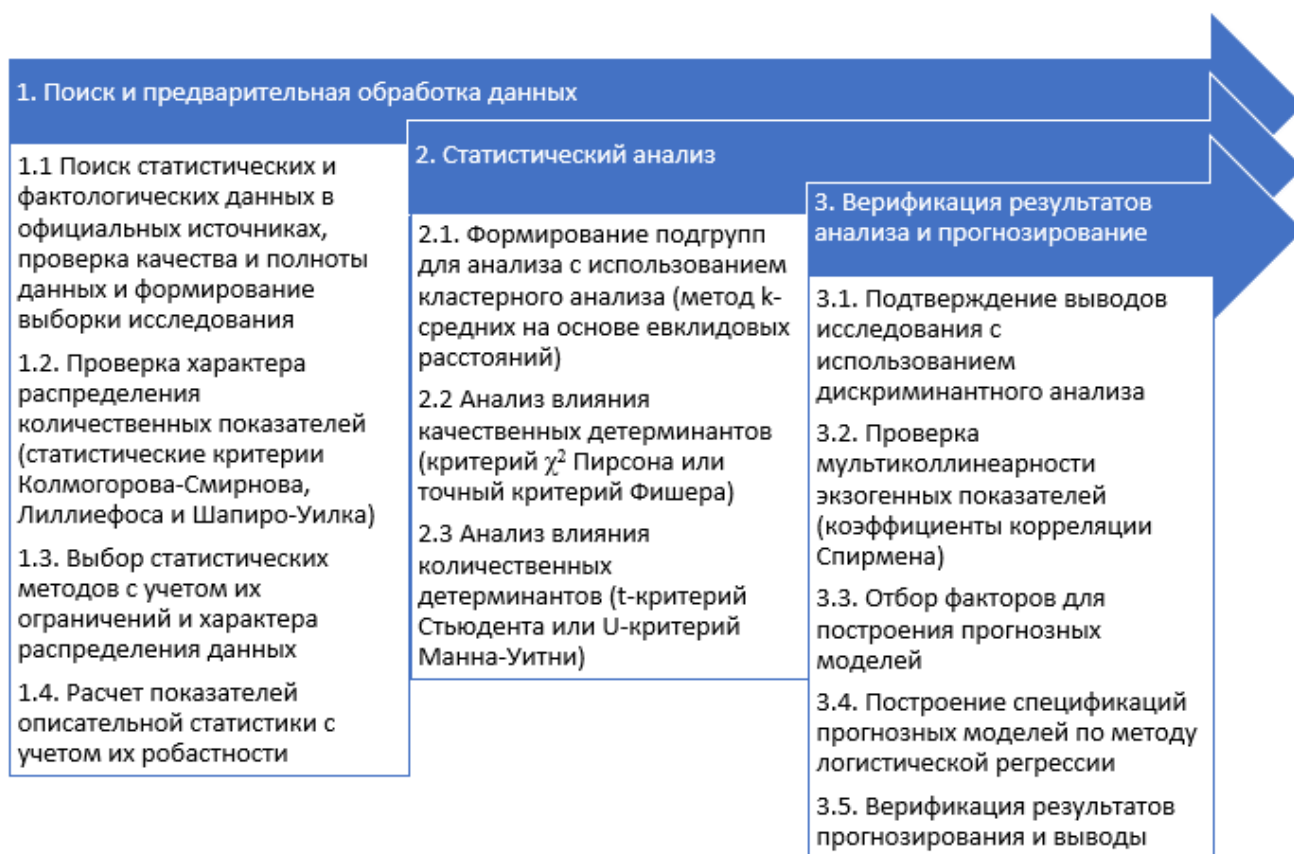 1. Поиск и предварительная обработка данных
1.1 Поиск статистических и
фактологических данных в
официальных источниках,
проверка качества и полноты
данных и формирование
выборки исследования
1.2. Проверка характера
распределения
количественных показателей
(статистические критерии
Колмогорова-Смирнова,
Лиллиефоса и Шапиро-Уилка)
1.3. Выбор статистических
методов с учетом их
ограничений и характера
распределения данных
1.4. Расчет показателей
описательной статистики с
учетом их робастности
2. Статистический анализ
2.1. Формирование подгрупп
для анализа с использованием
кластерного анализа (метод k-
средних на основе евклидовых
расстояний)
2.2 Анализ влияния
качественных детерминантов
(критерий χ² Пирсона или
точный критерий Фишера)
2.3 Анализ влияния
количественных
детерминантов (t-критерий
Стьюдента или U-критерий
Манна-Уитни)
3. Верификация результатов
анализа и прогнозирование
3.1. Подтверждение выводов
исследования с
использованием
дискриминантного анализа
3.2. Проверка
мультиколлинеарности
экзогенных показателей
(коэффициенты корреляции
Спирмена)
3.3. Отбор факторов для
построения прогнозных
моделей
3.4. Построение спецификаций
прогнозных моделей по методу
логистической регрессии
3.5. Верификация результатов
прогнозирования и выводы